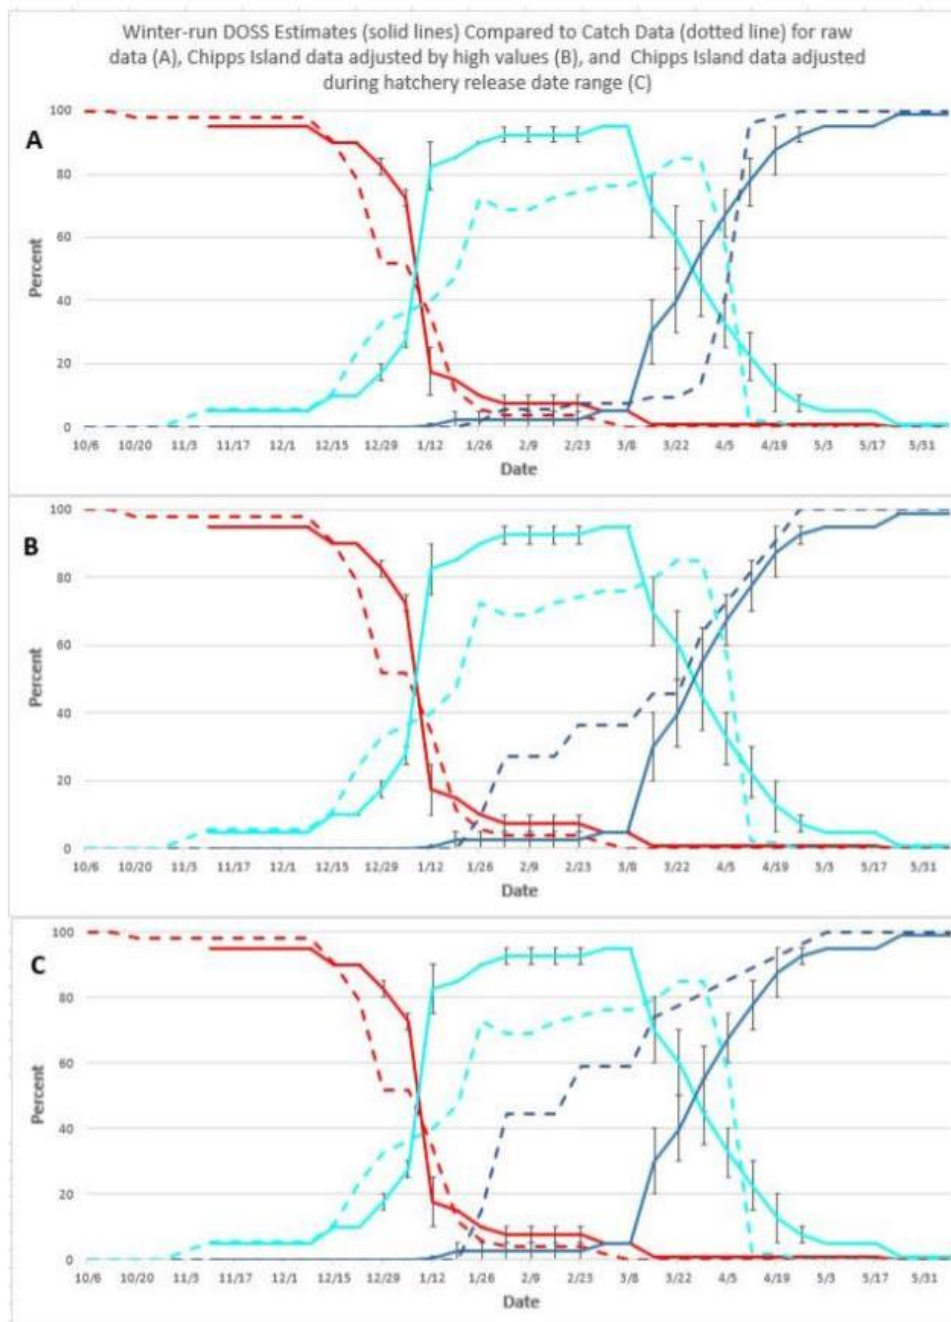 Winter-run DOSS Estimates (solid lines) Compared to Catch Data (dotted line) for raw
data (A), Chipps Island data adjusted by high values (B), and Chipps Island data adjusted
during hatchery release date range (C)
A
100
80
60
40
20
0
Percent
10/6 10/20 11/3 11/17 12/1 12/15 12/29 1/12 1/26 2/9 2/23 3/8 3/22 4/5 4/19 5/3 5/17 5/31
Date
B
100
80
60
40
20
0
Percent
10/6 10/20 11/3 11/17 12/1 12/15 12/29 1/12 1/26 2/9 2/23 3/8 3/22 4/5 4/19 5/3 5/17 5/31
Date
C
100
80
60
40
20
0
Percent
10/6 10/20 11/3 11/17 12/1 12/15 12/29 1/12 1/26 2/9 2/23 3/8 3/22 4/5 4/19 5/3 5/17 5/31
Date